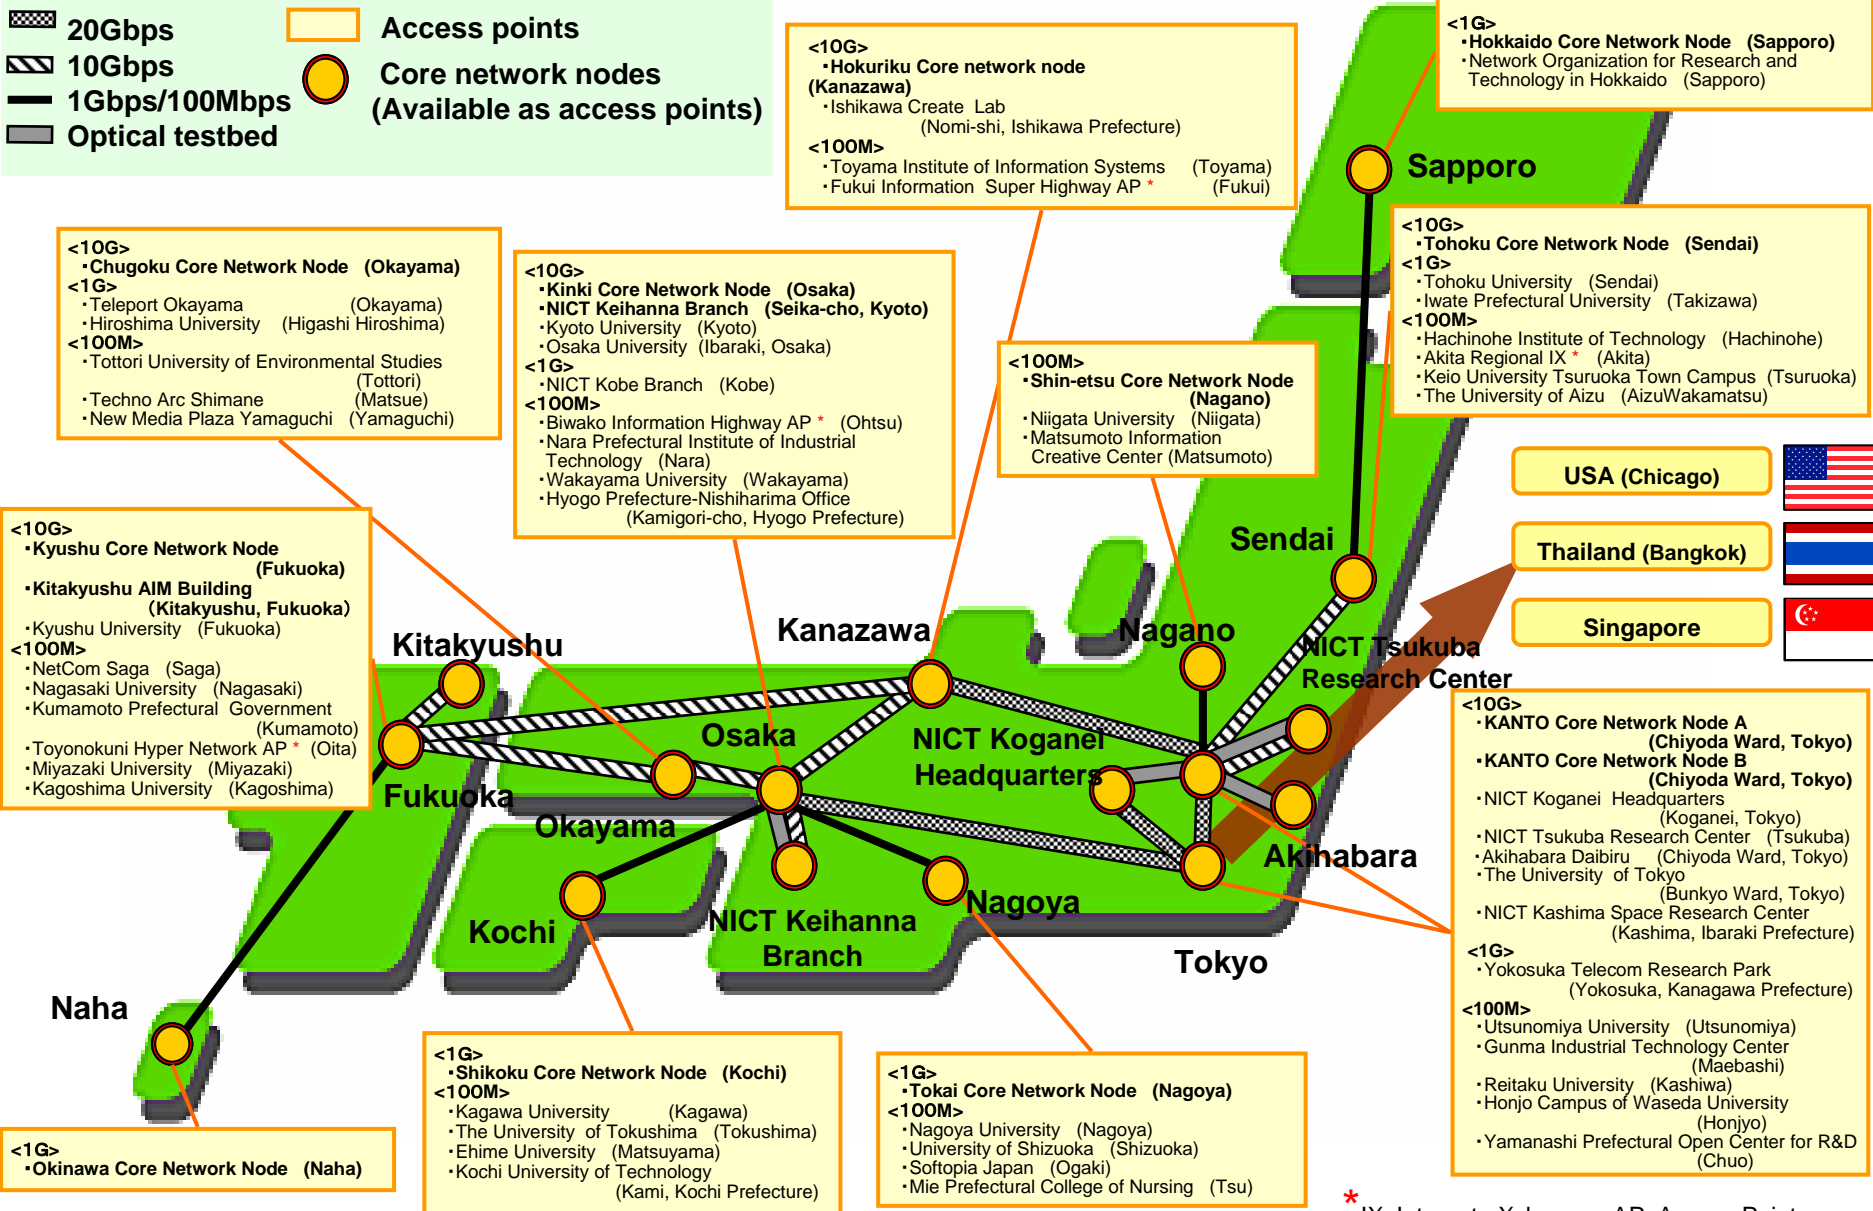 20Gbps
10Gbps
1Gbps/100Mbps
Optical testbed
Access points
Core network nodes
(Available as access points)
<10G>
・Hokuriku Core network node
(Kanazawa)
・Ishikawa Create Lab
(Nomi-shi, Ishikawa Prefecture)
<100M>
・Toyama Institute of Information Systems (Toyama)
・Fukui Information Super Highway AP * (Fukui)
<1G>
・Hokkaido Core Network Node (Sapporo)
・Network Organization for Research and
Technology in Hokkaido (Sapporo)
Sapporo
<10G>
・Tohoku Core Network Node (Sendai)
<1G>
・Tohoku University (Sendai)
・Iwate Prefectural University (Takizawa)
<100M>
・Hachinohe Institute of Technology (Hachinohe)
・Akita Regional IX * (Akita)
・Keio University Tsuruoka Town Campus (Tsuruoka)
・The University of Aizu (AizuWakamatsu)
<10G>
・Chugoku Core Network Node (Okayama)
<1G>
・Teleport Okayama (Okayama)
・Hiroshima University (Higashi Hiroshima)
<100M>
・Tottori University of Environmental Studies
(Tottori)
・Techno Arc Shimane (Matsue)
・New Media Plaza Yamaguchi (Yamaguchi)
<10G>
・Kinki Core Network Node (Osaka)
・NICT Keihanna Branch (Seika-cho, Kyoto)
・Kyoto University (Kyoto)
・Osaka University (Ibaraki, Osaka)
<1G>
・NICT Kobe Branch (Kobe)
<100M>
・Biwako Information Highway AP * (Ohtsu)
・Nara Prefectural Institute of Industrial
Technology (Nara)
・Wakayama University (Wakayama)
・Hyogo Prefecture-Nishiharima Office
(Kamigori-cho, Hyogo Prefecture)
<100M>
・Shin-etsu Core Network Node
(Nagano)
・Niigata University (Niigata)
・Matsumoto Information
Creative Center (Matsumoto)
USA (Chicago)
Thailand (Bangkok)
Singapore
<10G>
・Kyushu Core Network Node
(Fukuoka)
・Kitakyushu AIM Building
(Kitakyushu, Fukuoka)
・Kyushu University (Fukuoka)
<100M>
・NetCom Saga (Saga)
・Nagasaki University (Nagasaki)
・Kumamoto Prefectural Government
(Kumamoto)
・Toyonokuni Hyper Network AP * (Oita)
・Miyazaki University (Miyazaki)
・Kagoshima University (Kagoshima)
Sendai
Kitakyushu
Kanazawa
Nagano
NICT Tsukuba
Research Center
Osaka
NICT Koganei
Headquarters
Fukuoka
Okayama
Akihabara
Kochi
NICT Keihanna
Branch
Nagoya
Tokyo
Naha
<10G>
・KANTO Core Network Node A
(Chiyoda Ward, Tokyo)
・KANTO Core Network Node B
(Chiyoda Ward, Tokyo)
・NICT Koganei Headquarters
(Koganei, Tokyo)
・NICT Tsukuba Research Center (Tsukuba)
・Akihabara Daibiru (Chiyoda Ward, Tokyo)
・The University of Tokyo
(Bunkyo Ward, Tokyo)
・NICT Kashima Space Research Center
(Kashima, Ibaraki Prefecture)
<1G>
・Yokosuka Telecom Research Park
(Yokosuka, Kanagawa Prefecture)
<100M>
・Utsunomiya University (Utsunomiya)
・Gunma Industrial Technology Center
(Maebashi)
・Reitaku University (Kashiwa)
・Honjo Campus of Waseda University
(Honjyo)
・Yamanashi Prefectural Open Center for R&D
(Chuo)
<1G>
・Okinawa Core Network Node (Naha)
<1G>
・Shikoku Core Network Node (Kochi)
<100M>
・Kagawa University (Kagawa)
・The University of Tokushima (Tokushima)
・Ehime University (Matsuyama)
・Kochi University of Technology
(Kami, Kochi Prefecture)
<1G>
・Tokai Core Network Node (Nagoya)
<100M>
・Nagoya University (Nagoya)
・University of Shizuoka (Shizuoka)
・Softopia Japan (Ogaki)
・Mie Prefectural College of Nursing (Tsu)
*